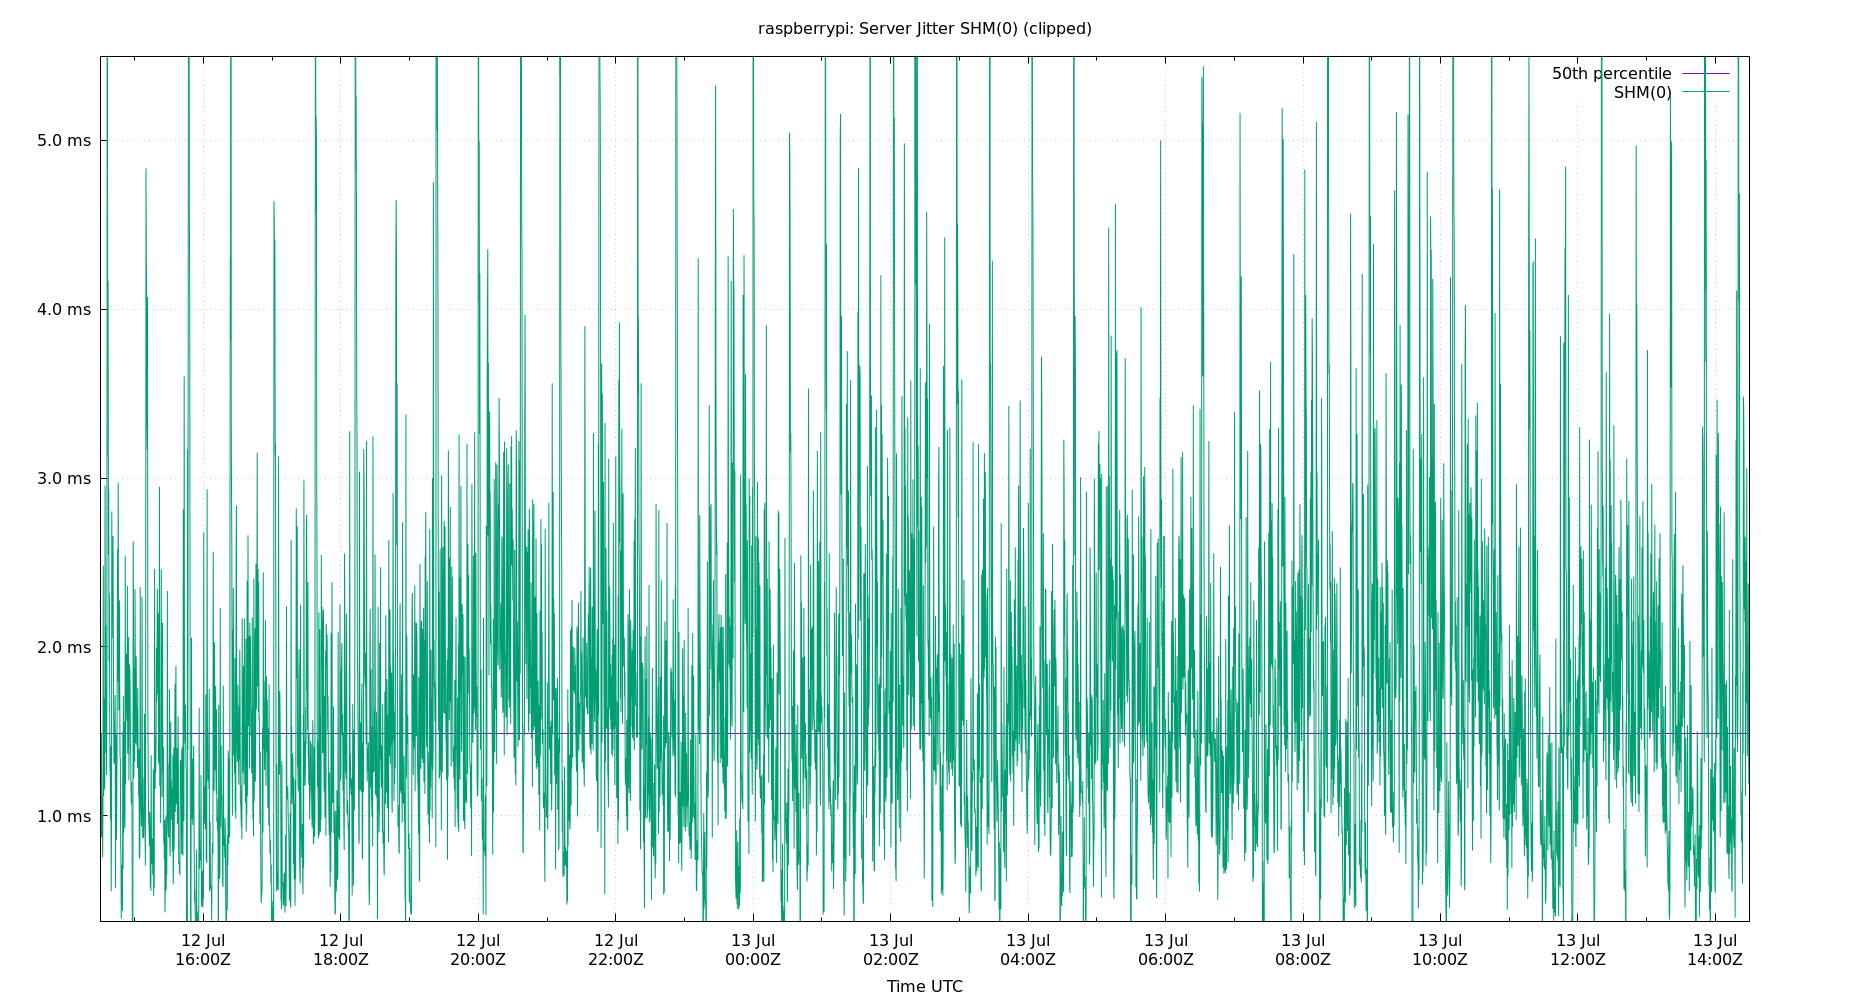 raspberrypi: Server Jitter SHM(0) (clipped)
50th percentile
SHM(0)
5.0 ms
4.0 ms
3.0 ms
2.0 ms
1.0 ms
12 Jul 12 Jul 12 Jul 12 Jul 13 Jul 13 Jul 13 Jul 13 Jul 13 Jul 13 Jul 13 Jul 13 Jul
16:00Z 18:00Z 20:00Z 22:00Z 00:00Z 02:00Z 04:00Z 06:00Z 08:00Z 10:00Z 12:00Z 14:00Z
Time UTC